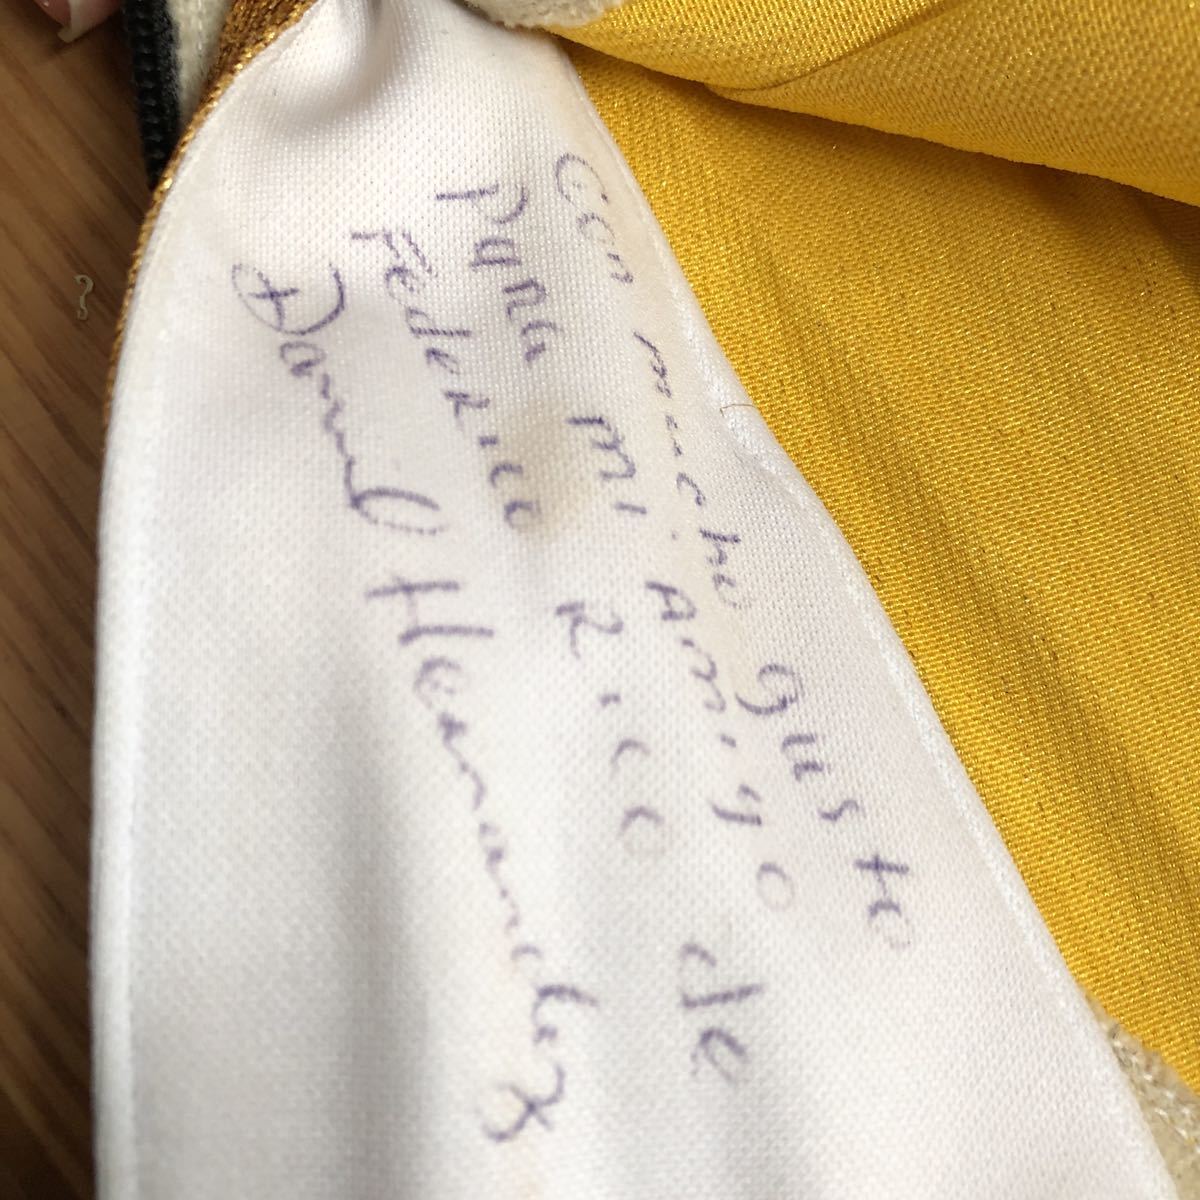 Con mucho gusto
Para mi Amigo
Federico Rico de
Daniel Hernandez